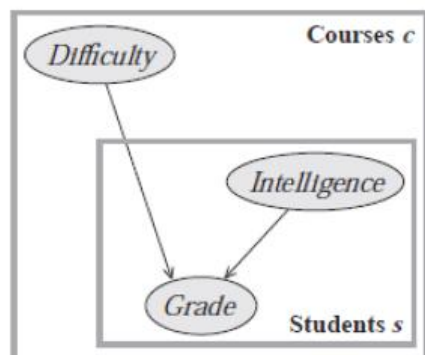 Courses c
Difficulty
Intelligence
Grade
Students s